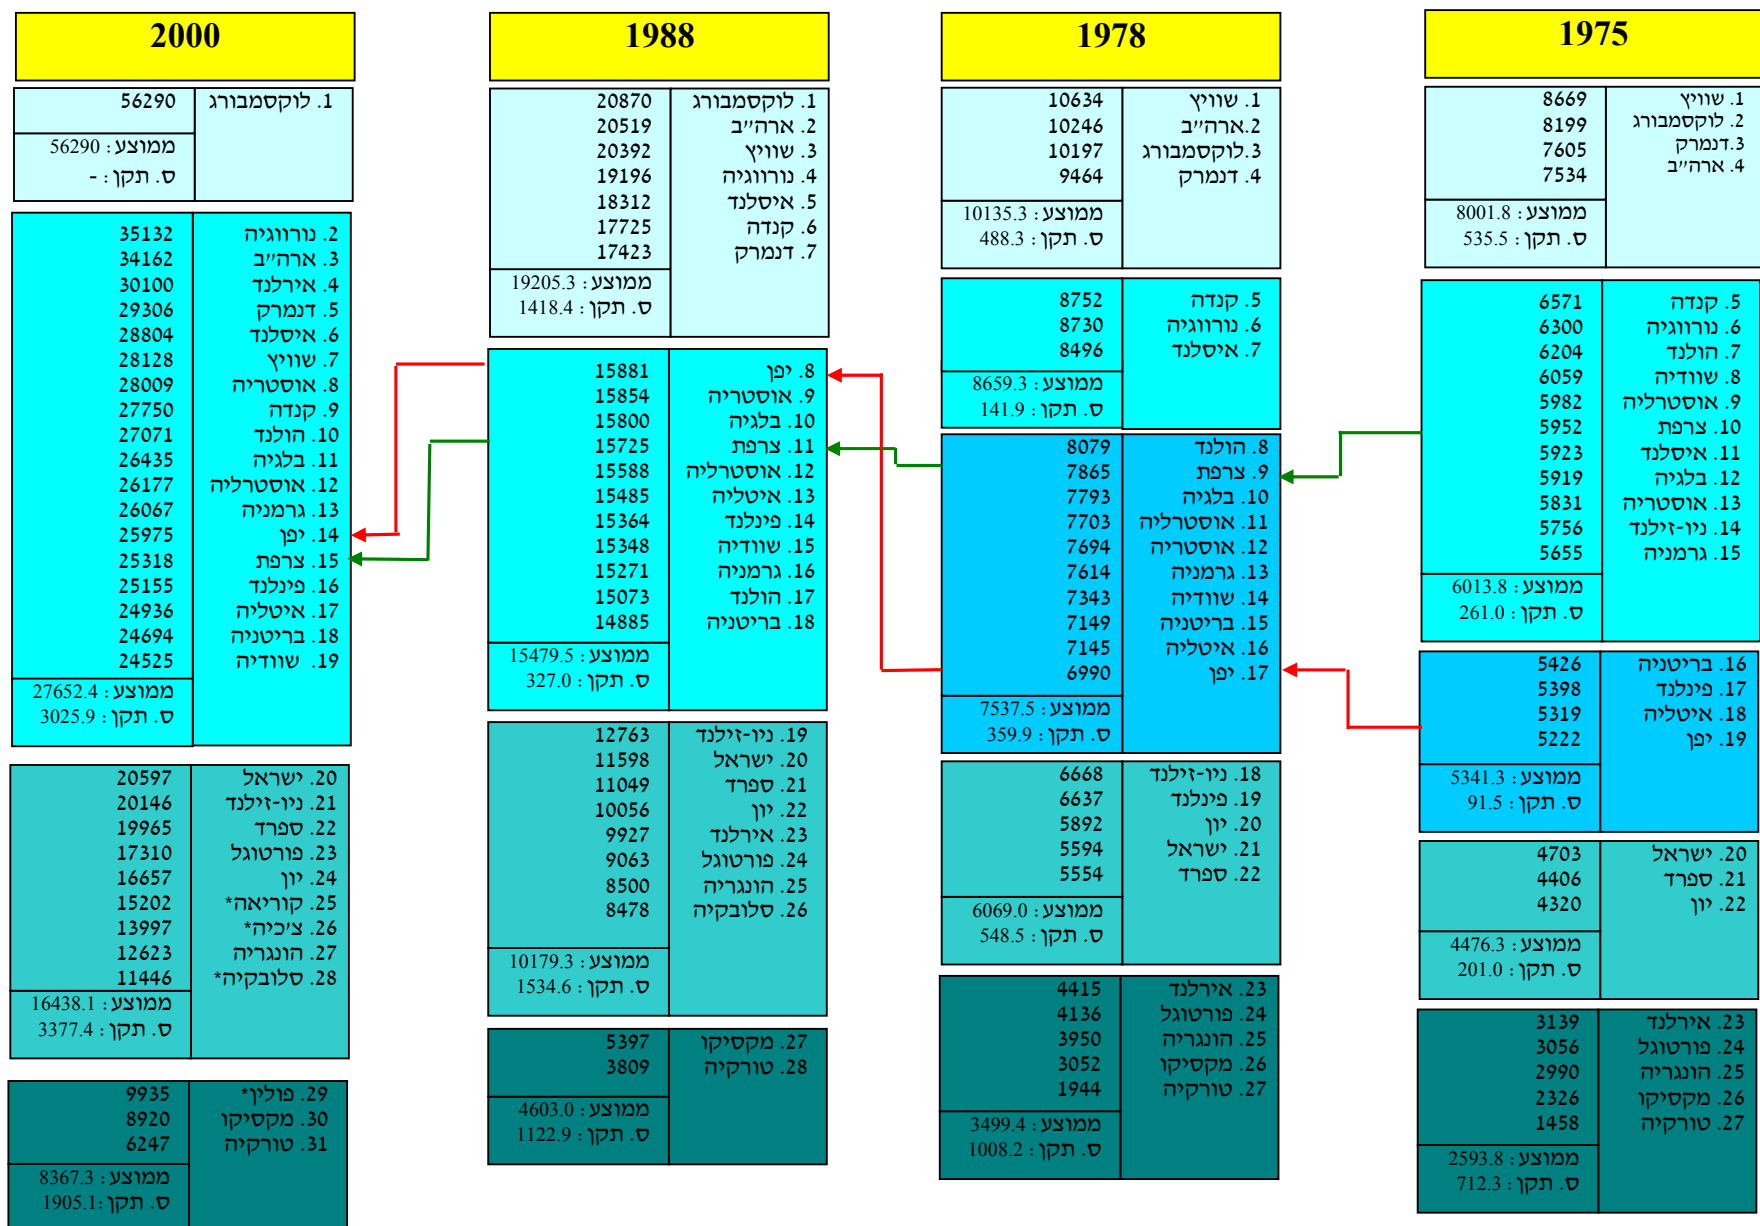 1975
1. שוויץ 8669
2. לוקסמבורג 8199
3.דנמרק 7605
4. ארה״ב 7534
ממוצע: 8001.8
ס. תקן: 535.5
5. קנדה 6571
6. נורווגיה 6300
7. הולנד 6204
8. שוודיה 6059
9. אוסטרליה 5982
10. צרפת 5952
11. איסלנד 5923
12. בלגיה 5919
13. אוסטריה 5831
14. ניו-זילנד 5756
15. גרמניה 5655
ממוצע: 6013.8
ס. תקן: 261.0
16. בריטניה 5426
17. פינלנד 5398
18. איטליה 5319
19. יפן 5222
ממוצע: 5341.3
ס. תקן: 91.5
20. ישראל 4703
21. ספרד 4406
22. יון 4320
ממוצע: 4476.3
ס. תקן: 201.0
23. אירלנד 3139
24. פורטוגל 3056
25. הונגריה 2990
26. מקסיקו 2326
27. טורקיה 1458
ממוצע: 2593.8
ס. תקן: 712.3
1978
1. שוויץ 10634
2.ארה״ב 10246
3.לוקסמבורג 10197
4. דנמרק 9464
ממוצע: 10135.3
ס. תקן: 488.3
5. קנדה 8752
6. נורווגיה 8730
7. איסלנד 8496
ממוצע: 8659.3
ס. תקן: 141.9
8. הולנד 8079
9. צרפת 7865
10. בלגיה 7793
11. אוסטרליה 7703
12. אוסטריה 7694
13. גרמניה 7614
14. שוודיה 7343
15. בריטניה 7149
16. איטליה 7145
17. יפן 6990
ממוצע: 7537.5
ס. תקן: 359.9
18. ניו-זילנד 6668
19. פינלנד 6637
20. יון 5892
21. ישראל 5594
22. ספרד 5554
ממוצע: 6069.0
ס. תקן: 548.5
23. אירלנד 4415
24. פורטוגל 4136
25. הונגריה 3950
26. מקסיקו 3052
27. טורקיה 1944
ממוצע: 3499.4
ס. תקן: 1008.2
1988
1. לוקסמבורג 20870
2. ארה״ב 20519
3. שוויץ 20392
4. נורווגיה 19196
5. איסלנד 18312
6. קנדה 17725
7. דנמרק 17423
ממוצע: 19205.3
ס. תקן: 1418.4
8. יפן 15881
9. אוסטריה 15854
10. בלגיה 15800
11. צרפת 15725
12. אוסטרליה 15588
13. איטליה 15485
14. פינלנד 15364
15. שוודיה 15348
16. גרמניה 15271
17. הולנד 15073
18. בריטניה 14885
ממוצע: 15479.5
ס. תקן: 327.0
19. ניו-זילנד 12763
20. ישראל 11598
21. ספרד 11049
22. יון 10056
23. אירלנד 9927
24. פורטוגל 9063
25. הונגריה 8500
26. סלובקיה 8478
ממוצע: 10179.3
ס. תקן: 1534.6
27. מקסיקו 5397
28. טורקיה 3809
ממוצע: 4603.0
ס. תקן: 1122.9
2000
1. לוקסמבורג 56290
ממוצע: 56290
ס. תקן: -
2. נורווגיה 35132
3. ארה״ב 34162
4. אירלנד 30100
5. דנמרק 29306
6. איסלנד 28804
7. שוויץ 28128
8. אוסטריה 28009
9. קנדה 27750
10. הולנד 27071
11. בלגיה 26435
12. אוסטרליה 26177
13. גרמניה 26067
14. יפן 25975
15. צרפת 25318
16. פינלנד 25155
17. איטליה 24936
18. בריטניה 24694
19. שוודיה 24525
ממוצע: 27652.4
ס. תקן: 3025.9
20. ישראל 20597
21. ניו-זילנד 20146
22. ספרד 19965
23. פורטוגל 17310
24. יון 16657
25. קוריאה* 15202
26. צ׳כיה* 13997
27. הונגריה 12623
28. סלובקיה* 11446
ממוצע: 16438.1
ס. תקן: 3377.4
29. פולין* 9935
30. מקסיקו 8920
31. טורקיה 6247
ממוצע: 8367.3
ס. תקן: 1905.1